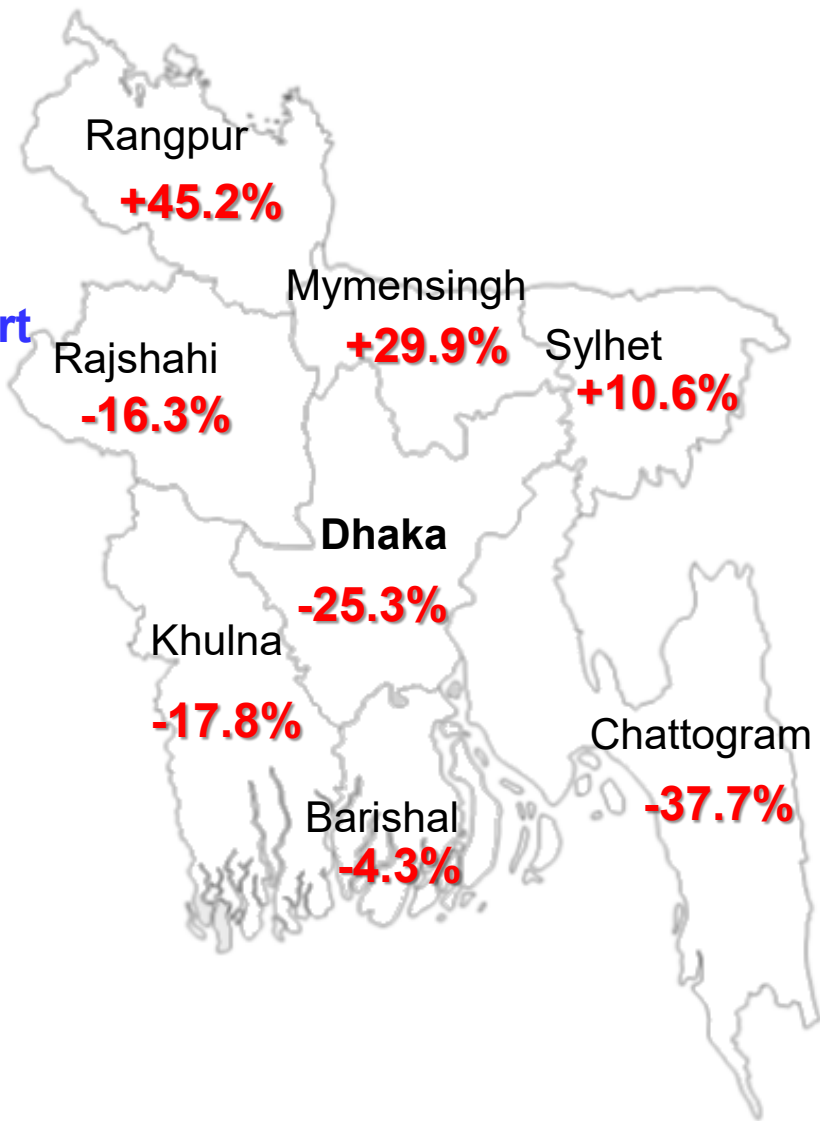 Rangpur
+45.2%
Mymensingh
+29.9%
Sylhet
+10.6%
rt
Rajshahi
-16.3%
Dhaka
-25.3%
Khulna
-17.8%
Chattogram
-37.7%
Barishal
-4.3%